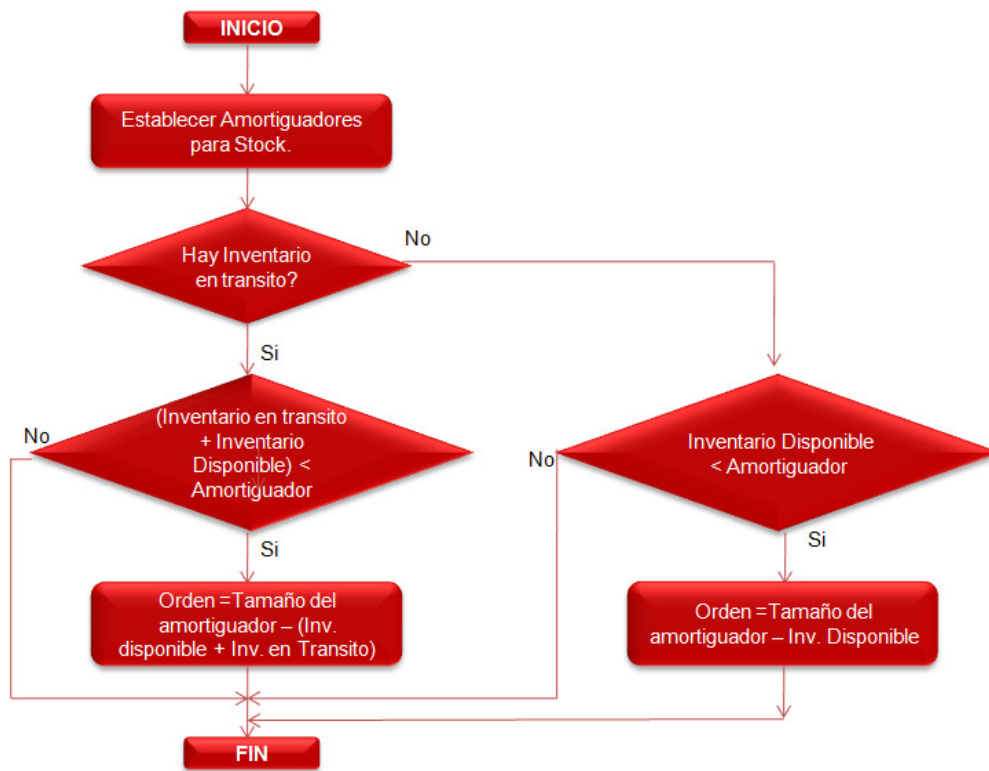 INICIO
Establecer Amortiguadores
para Stock.
Hay Inventario
en transito?
No
Si
(Inventario en transito
+ Inventario
Disponible) <
Amortiguador
No
Si
Inventario Disponible
< Amortiguador
No
Si
Orden =Tamaño del
amortiguador – (Inv.
disponible + Inv. en Transito)
Orden =Tamaño del
amortiguador – Inv. Disponible
FIN